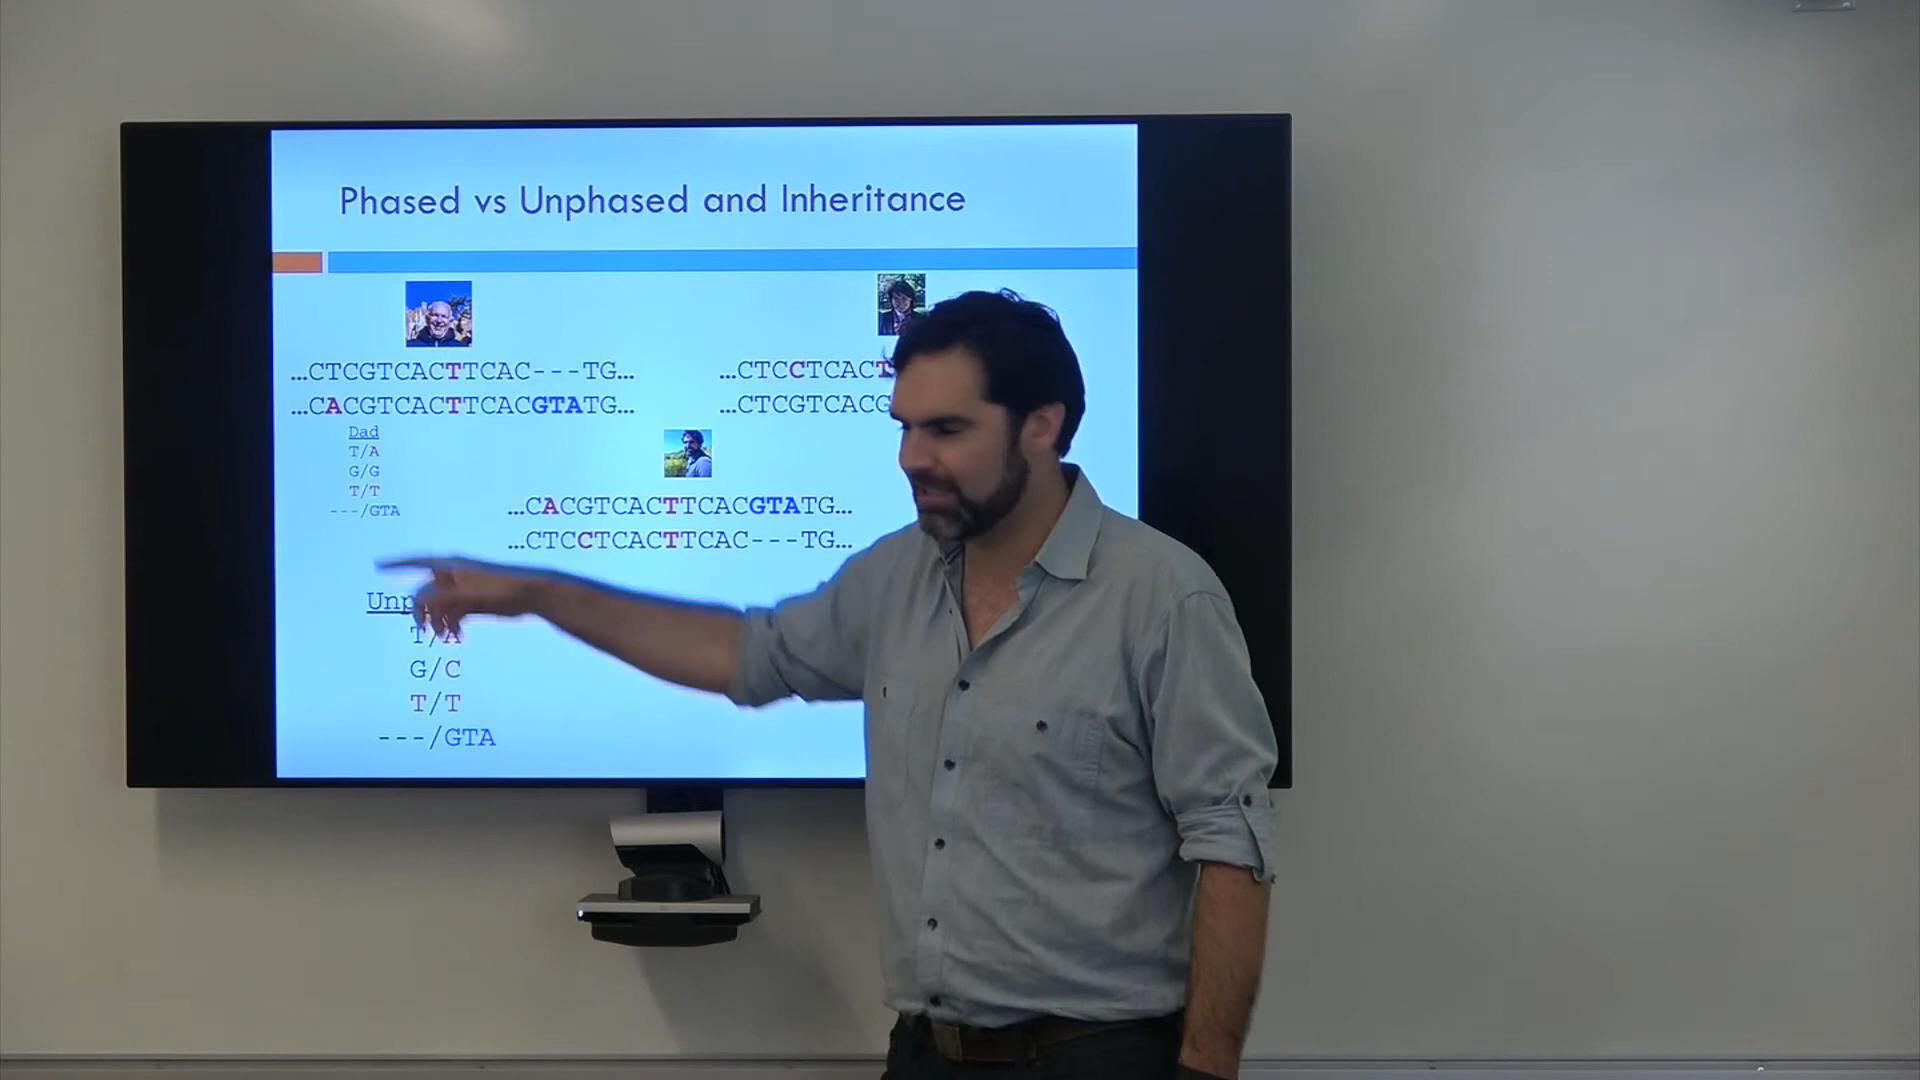 Phased vs Unphased and Inheritance
...CTCGTCACTTCAC---TG...
...CACGTCACTTCACGTATG...
...CTCCTCACT
...CTCGTCACG
Dad
T/A
G/G
T/T
---/GTA
...CACGTCACTTCACGTATG...
...CTCCTCACTTCAC---TG...
T/A
G/C
T/T
---/GTA